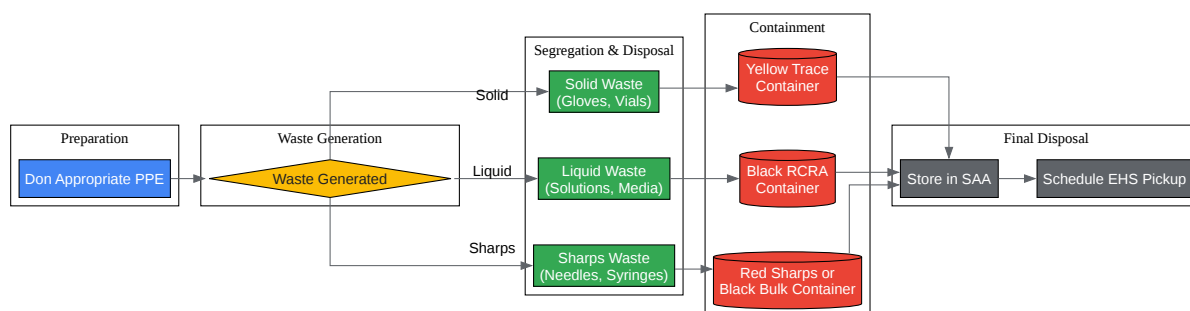 Preparation
Don Appropriate PPE
Waste Generation
Waste Generated
Solid
Liquid
Sharps
Segregation & Disposal
Solid Waste
(Gloves, Vials)
Liquid Waste
(Solutions, Media)
Sharps Waste
(Needles, Syringes)
Containment
Yellow Trace
Container
Black RCRA
Container
Red Sharps or
Black Bulk Container
Final Disposal
Store in SAA
Schedule EHS Pickup